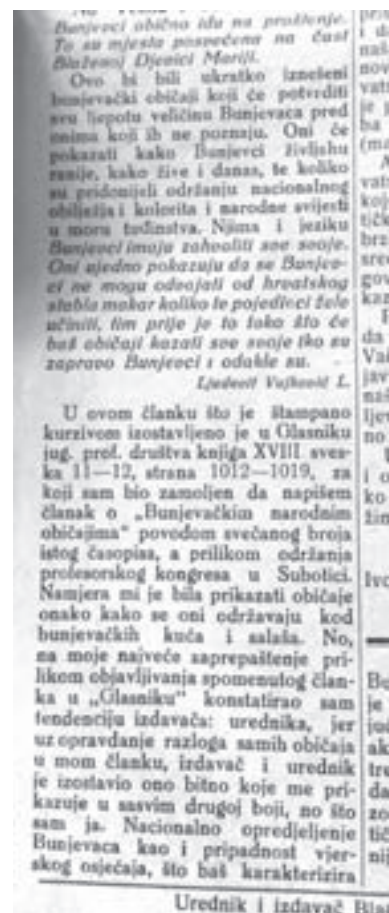 Bunjevci obično idu na proštenje.
To su mjesta posvećena na čast
Blaženoj Djevici Mariji.
Ovo bi bili ukratko iznešeni
bunjevački običaji koji će potvrditi
svu ljepotu veličinu Bunjevaca pred
onima koji ih ne poznaju. Oni će
pokazati kako Bunjevci življahu
ranije, kako žive i danas, te koliko
su pridonijeli održanju nacionalnog
obilježja i kolorita i narodne svijesti
u moru tuđinstva. Njima i jeziku
Bunjevci imaju zahvaliti sve svoje.
Oni ujedno pokazuju da se Bunjev-
ci ne mogu odvajati od hrvatskog
stabla makar koliko te pojedinci žele
učiniti, tim prije je to tako što će
baš običaji kazati sve svoje tko su
zapravo Bunjevci i odakle su.
Ljudevit Vujković L.
U ovom članku što je štampano
kurzivom izostavljeno je u Glasniku
jug. prof. društva knjiga XVIII sves-
ka 11—12, strana 1012—1019, za
koji sam bio zamoljen da napišem
članak o „Bunjevačkim narodnim
običajima“ povodom svečanog broja
istog časopisa, a prilikom održanja
profesorskog kongresa u Subotici.
Namjera mi je bila prikazati običaje
onako kako se oni održavaju kod
bunjevačkih kuća i salaša. No,
na moje najveće zaprepaštenje pri-
likom objavljivanja spomenutog član-
ka u „Glasniku“ konstatirao sam
tendenciju izdavača: urednika, jer
uz opravdanje razloga samih običaja
u mom članku, izdavač i urednik
je izostavio ono bitno koje me pri-
kazuje u sasvim drugoj boji, no što
sam ja. Nacionalno opredjeljenje
Bunjevaca kao i pripadnost vjer-
skog osjećaja, što baš karakterizira
Urednik i izdavač